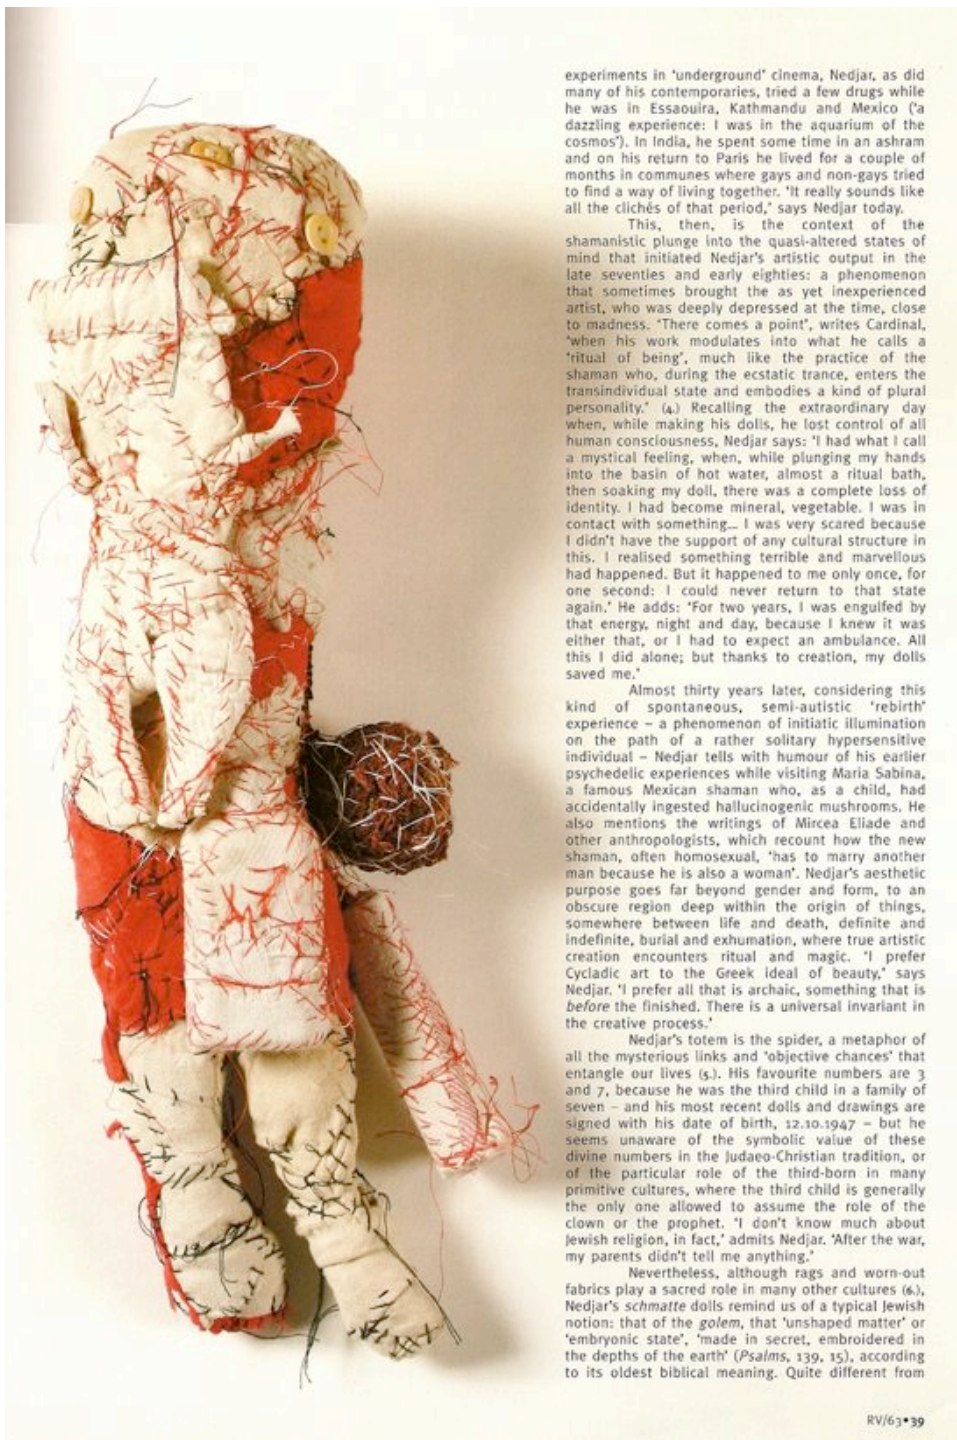 experiments in ‘underground’ cinema, Nedjar, as did
many of his contemporaries, tried a few drugs while
he was in Essaouira, Kathmandu and Mexico (‘a
dazzling experience: I was in the aquarium of the
cosmos’). In India, he spent some time in an ashram
and on his return to Paris he lived for a couple of
months in communes where gays and non-gays tried
to find a way of living together. ‘It really sounds like
all the clichés of that period,’ says Nedjar today.
This, then, is the context of the
shamanistic plunge into the quasi-altered states of
mind that initiated Nedjar’s artistic output in the
late seventies and early eighties: a phenomenon
that sometimes brought the as yet inexperienced
artist, who was deeply depressed at the time, close
to madness. ‘There comes a point’, writes Cardinal,
‘when his work modulates into what he calls a
‘ritual of being’, much like the practice of the
shaman who, during the ecstatic trance, enters the
transindividual state and embodies a kind of plural
personality.’ (4.) Recalling the extraordinary day
when, while making his dolls, he lost control of all
human consciousness, Nedjar says: ‘I had what I call
a mystical feeling, when, while plunging my hands
into the basin of hot water, almost a ritual bath,
then soaking my doll, there was a complete loss of
identity. I had become mineral, vegetable. I was in
contact with something... I was very scared because
I didn’t have the support of any cultural structure in
this. I realised something terrible and marvellous
had happened. But it happened to me only once, for
one second: I could never return to that state
again.’ He adds: ‘For two years, I was engulfed by
that energy, night and day, because I knew it was
either that, or I had to expect an ambulance. All
this I did alone; but thanks to creation, my dolls
saved me.’
Almost thirty years later, considering this
kind of spontaneous, semi-autistic ‘rebirth’
experience – a phenomenon of initiatic illumination
on the path of a rather solitary hypersensitive
individual – Nedjar tells with humour of his earlier
psychedelic experiences while visiting Maria Sabina,
a famous Mexican shaman who, as a child, had
accidentally ingested hallucinogenic mushrooms. He
also mentions the writings of Mircea Eliade and
other anthropologists, which recount how the new
shaman, often homosexual, ‘has to marry another
man because he is also a woman’. Nedjar’s aesthetic
purpose goes far beyond gender and form, to an
obscure region deep within the origin of things,
somewhere between life and death, definite and
indefinite, burial and exhumation, where true artistic
creation encounters ritual and magic. ‘I prefer
Cycladic art to the Greek ideal of beauty,’ says
Nedjar. ‘I prefer all that is archaic, something that is
before the finished. There is a universal invariant in
the creative process.’
Nedjar’s totem is the spider, a metaphor of
all the mysterious links and ‘objective chances’ that
entangle our lives (5.). His favourite numbers are 3
and 7, because he was the third child in a family of
seven – and his most recent dolls and drawings are
signed with his date of birth, 12.10.1947 – but he
seems unaware of the symbolic value of these
divine numbers in the Judaeo-Christian tradition, or
of the particular role of the third-born in many
primitive cultures, where the third child is generally
the only one allowed to assume the role of the
clown or the prophet. ‘I don’t know much about
Jewish religion, in fact,’ admits Nedjar. ‘After the war,
my parents didn’t tell me anything.’
Nevertheless, although rags and worn-out
fabrics play a sacred role in many other cultures (6.),
Nedjar’s schmatte dolls remind us of a typical Jewish
notion: that of the golem, that ‘unshaped matter’ or
‘embryonic state’, ‘made in secret, embroidered in
the depths of the earth’ (Psalms, 139, 15), according
to its oldest biblical meaning. Quite different from
RV/63•39